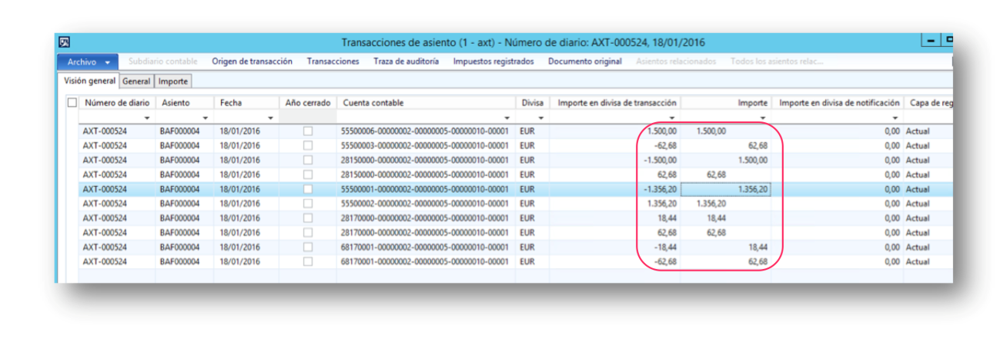 Transacciones de asiento (1 - axt) - Número de diario: AXT-000524, 18/01/2016
Archivo Subdiario contable Origen de transacción Transacciones Traza de auditoría Impuestos registrados Documento original Asientos relacionados Todos los asientos relac...
Visión general General Importe
Número de diario Asiento Fecha Año cerrado Cuenta contable Divisa Importe en divisa de transacción Importe Importe en divisa de notificación Capa de reg
AXT-000524 BAF000004 18/01/2016 55500006-00000002-00000005-00000010-00001 EUR 1.500,00 1.500,00 0,00 Actual
AXT-000524 BAF000004 18/01/2016 55500003-00000002-00000005-00000010-00001 EUR -62,68 62,68 0,00 Actual
AXT-000524 BAF000004 18/01/2016 28150000-00000002-00000005-00000010-00001 EUR -1.500,00 1.500,00 0,00 Actual
AXT-000524 BAF000004 18/01/2016 28150000-00000002-00000005-00000010-00001 EUR 62,68 62,68 0,00 Actual
AXT-000524 BAF000004 18/01/2016 55500001-00000002-00000005-00000010-00001 EUR -1.356,20 1.356,20 0,00 Actual
AXT-000524 BAF000004 18/01/2016 55500002-00000002-00000005-00000010-00001 EUR 1.356,20 1.356,20 0,00 Actual
AXT-000524 BAF000004 18/01/2016 28170000-00000002-00000005-00000010-00001 EUR 18,44 18,44 0,00 Actual
AXT-000524 BAF000004 18/01/2016 28170000-00000002-00000005-00000010-00001 EUR 62,68 62,68 0,00 Actual
AXT-000524 BAF000004 18/01/2016 68170001-00000002-00000005-00000010-00001 EUR -18,44 18,44 0,00 Actual
AXT-000524 BAF000004 18/01/2016 68170001-00000002-00000005-00000010-00001 EUR -62,68 62,68 0,00 Actual